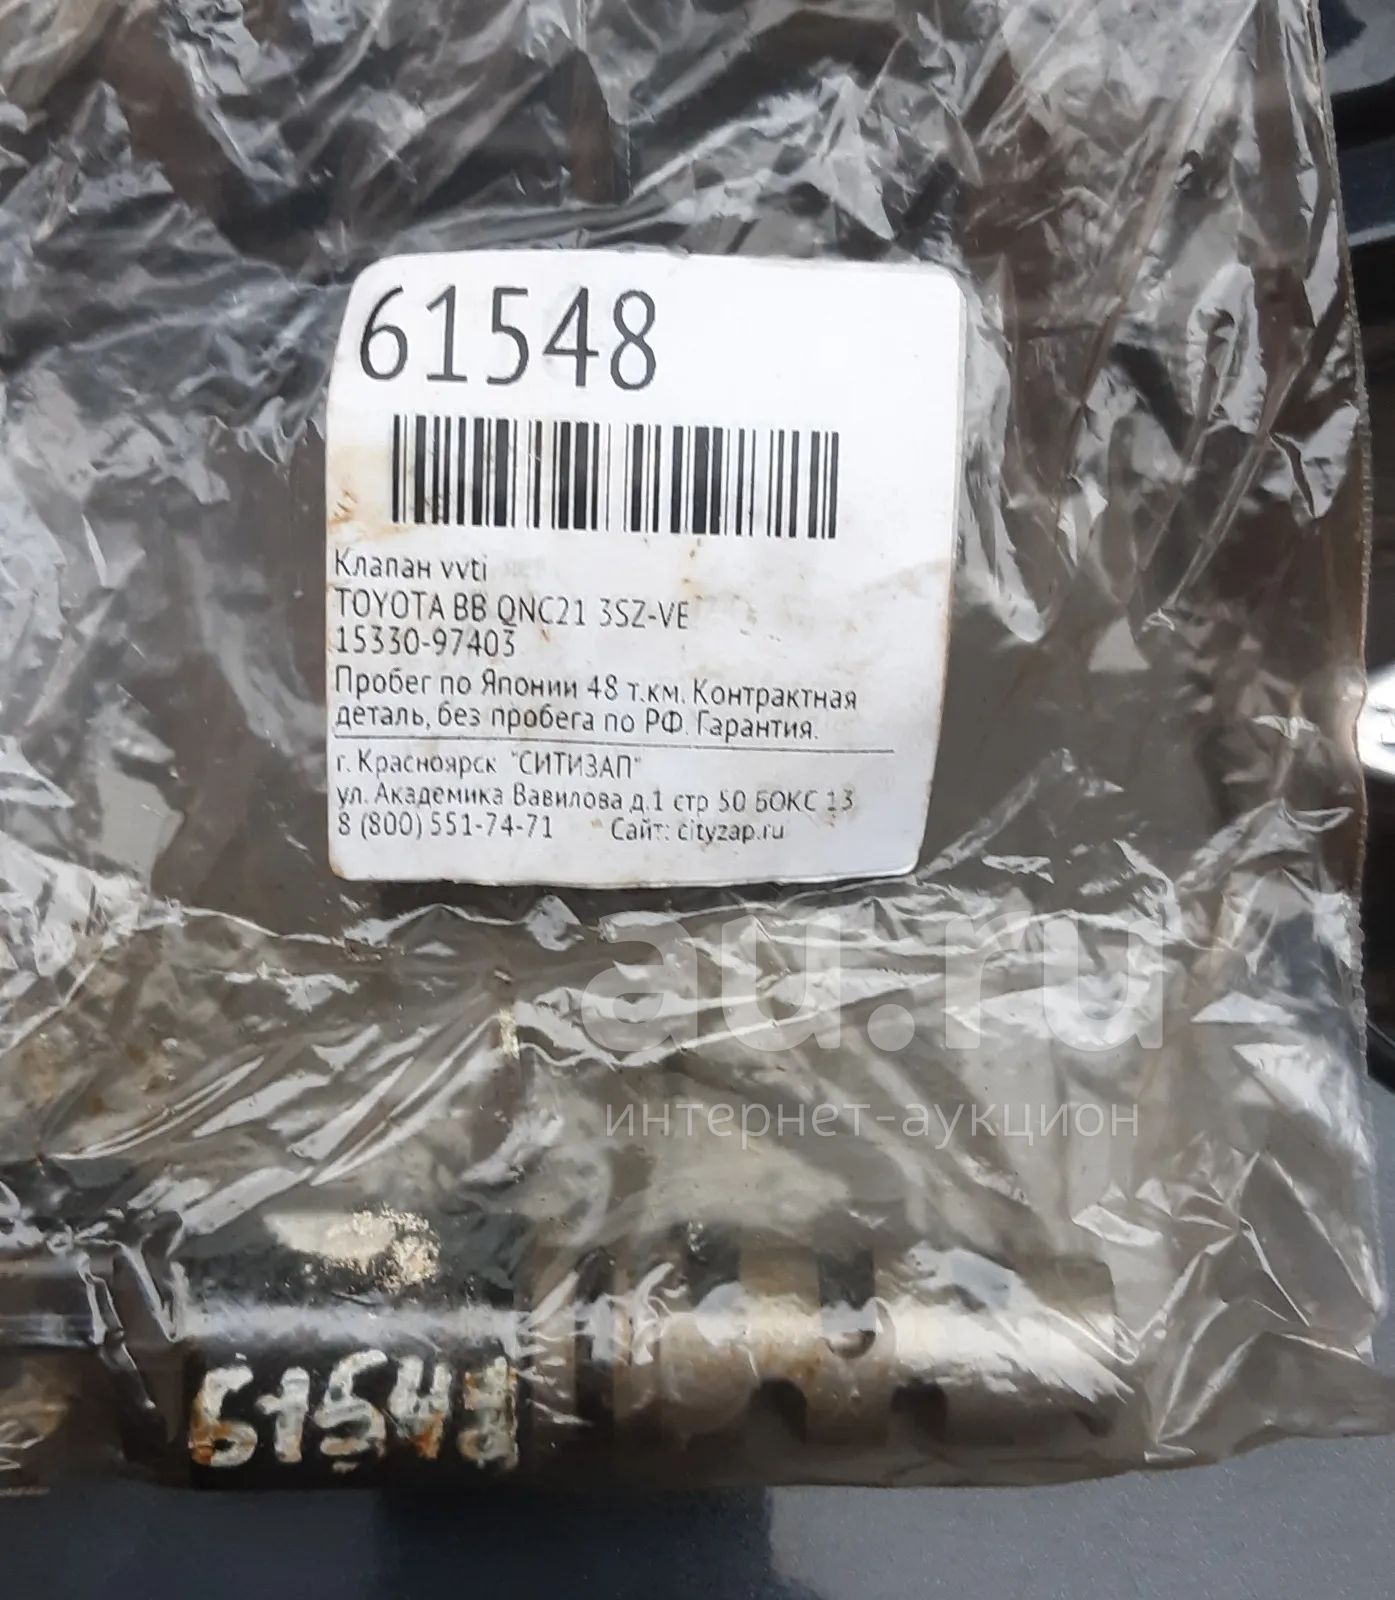 61548
Клапан vvti
TOYOTA BB QNC21 3SZ-VE
15330-97403
Пробег по Японии 48 т.км. Контрактная
деталь, без пробега по РФ. Гарантия.
г. Красноярск "СИТИЗАП"
ул. Академика Вавилова д.1 стр 50 БОКС 13
8 (800) 551-74-71 Сайт: cityzap.ru
au.ru
интернет-аукцион
61548